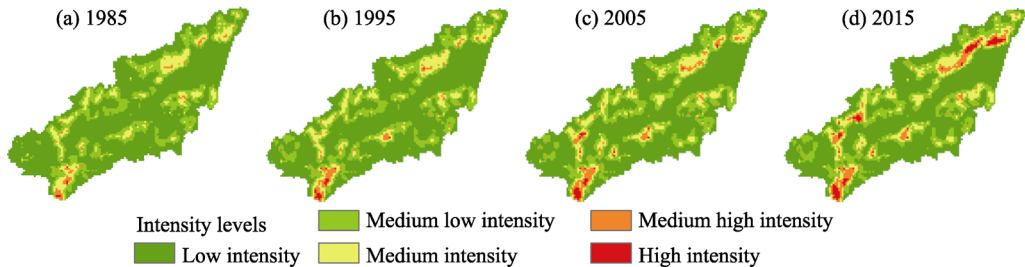 (a) 1985
(b) 1995
(c) 2005
(d) 2015
Intensity levels
Medium low intensity
Medium high intensity
Low intensity
Medium intensity
High intensity